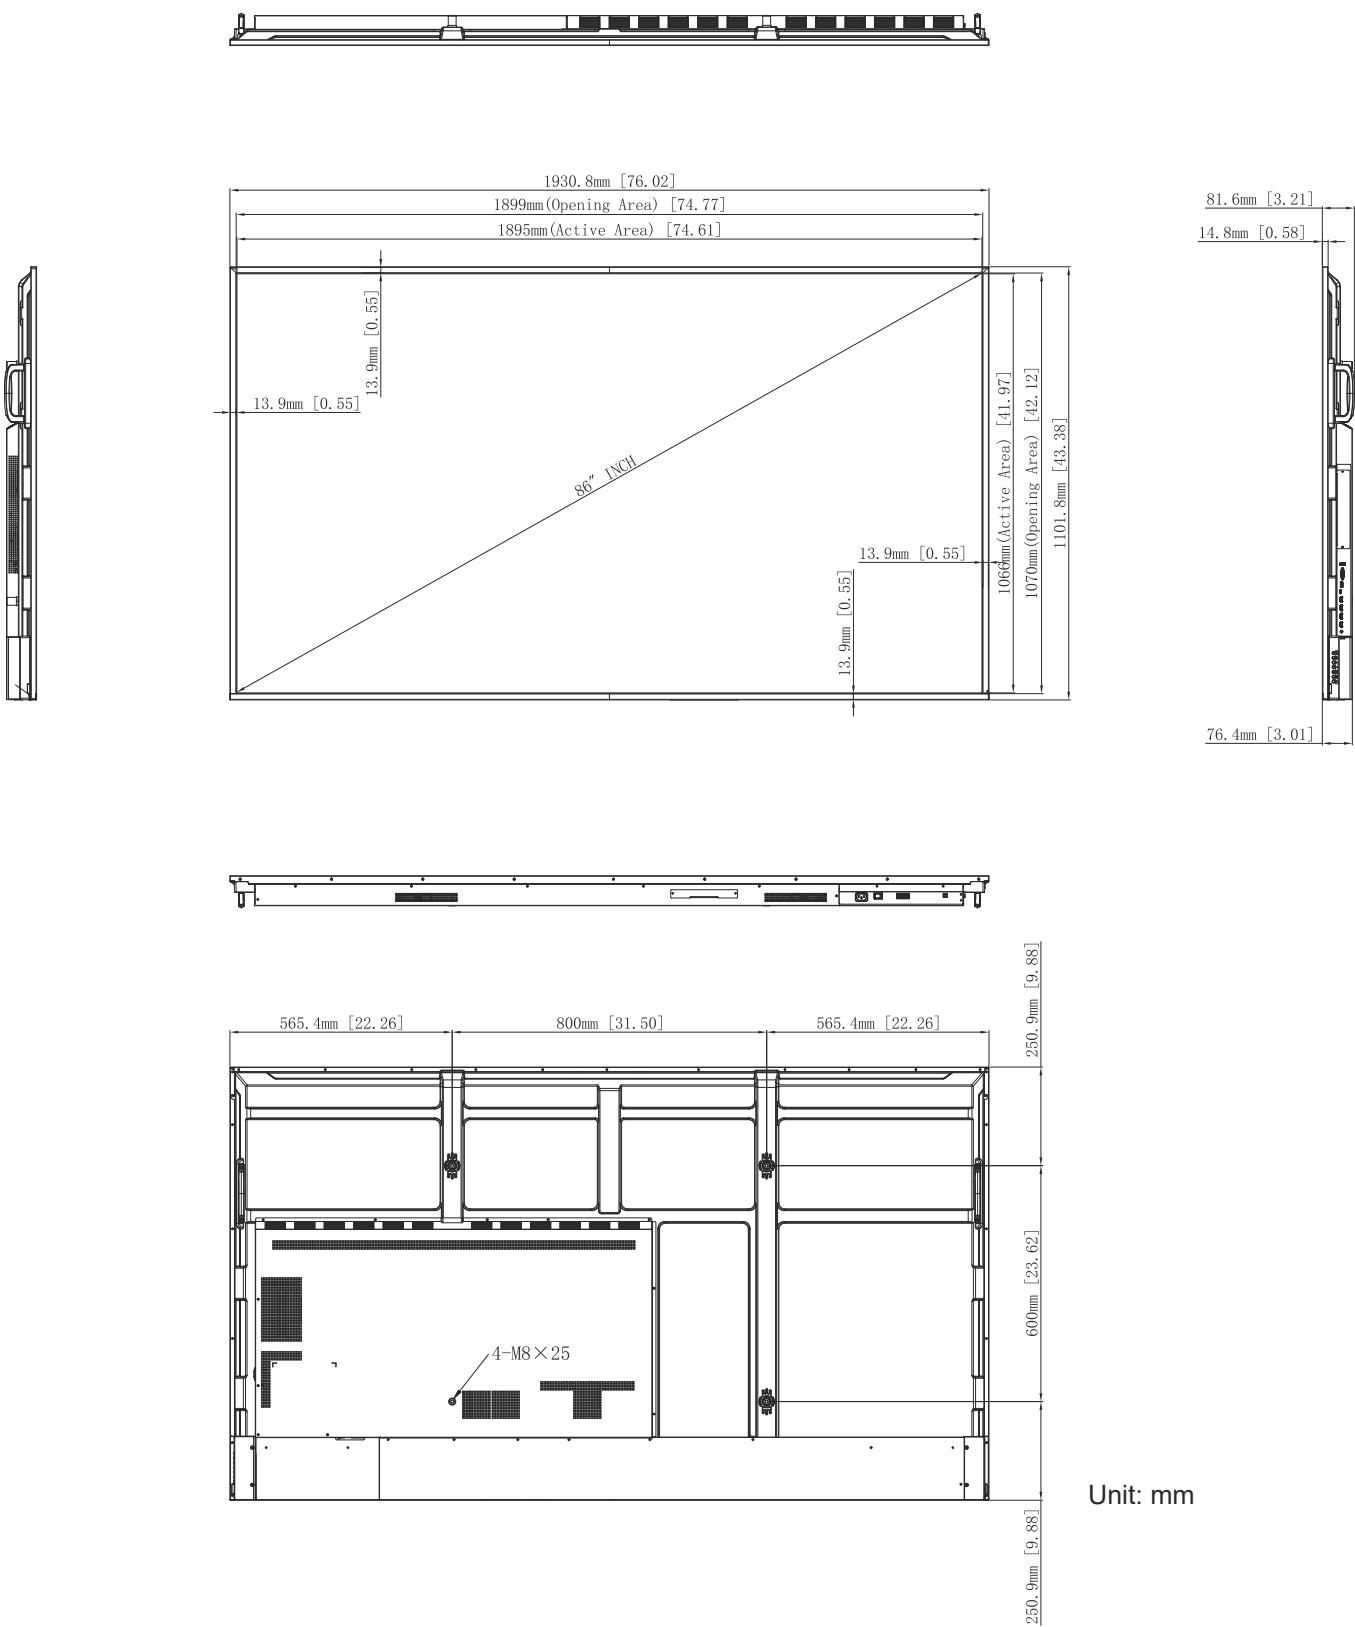 1930.8mm [76.02]
1899mm(Opening Area) [74.77]
1895mm(Active Area) [74.61]
81.6mm [3.21]
14.8mm [0.58]
13.9mm [0.55]
13.9mm [0.55]
86" INCH
1066mm(Active Area) [41.97]
1070mm(Opening Area) [42.12]
1101.8mm [43.38]
13.9mm [0.55]
13.9mm [0.55]
76.4mm [3.01]
565.4mm [22.26]
800mm [31.50]
565.4mm [22.26]
250.9mm [9.88]
600mm [23.62]
4-M8×25
Unit: mm
250.9mm [9.88]